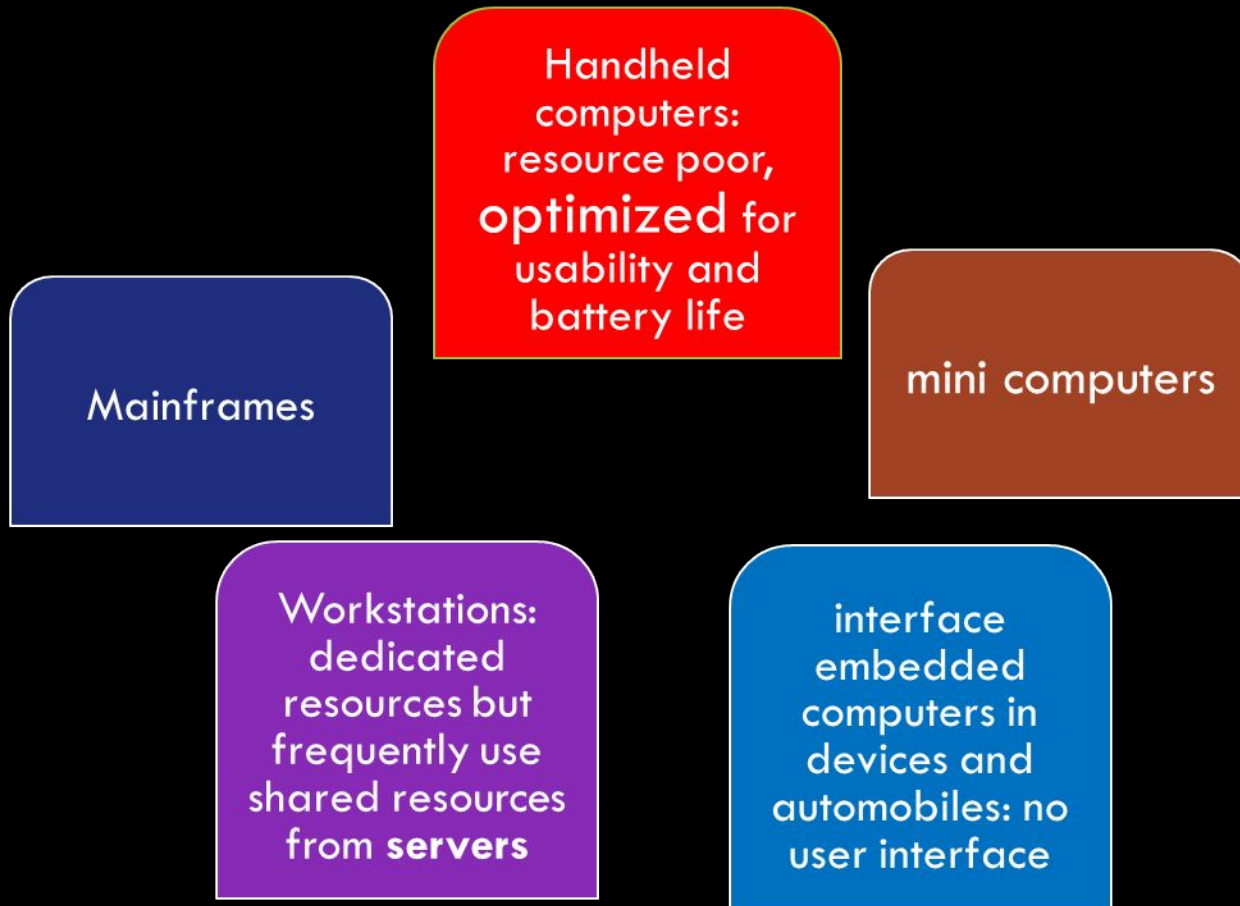 Handheld
computers:
resource poor,
optimized for
usability and
battery life
Mainframes
mini computers
Workstations:
dedicated
resources but
frequently use
shared resources
from servers
interface
embedded
computers in
devices and
automobiles: no
user interface